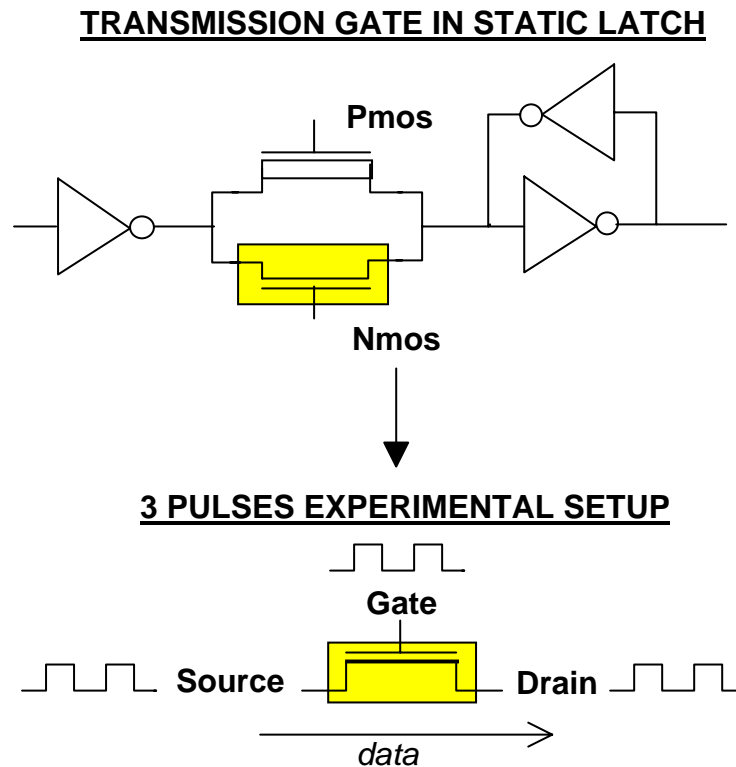 TRANSMISSION GATE IN STATIC LATCH
Pmos
Nmos
3 PULSES EXPERIMENTAL SETUP
Gate
Source Drain
data